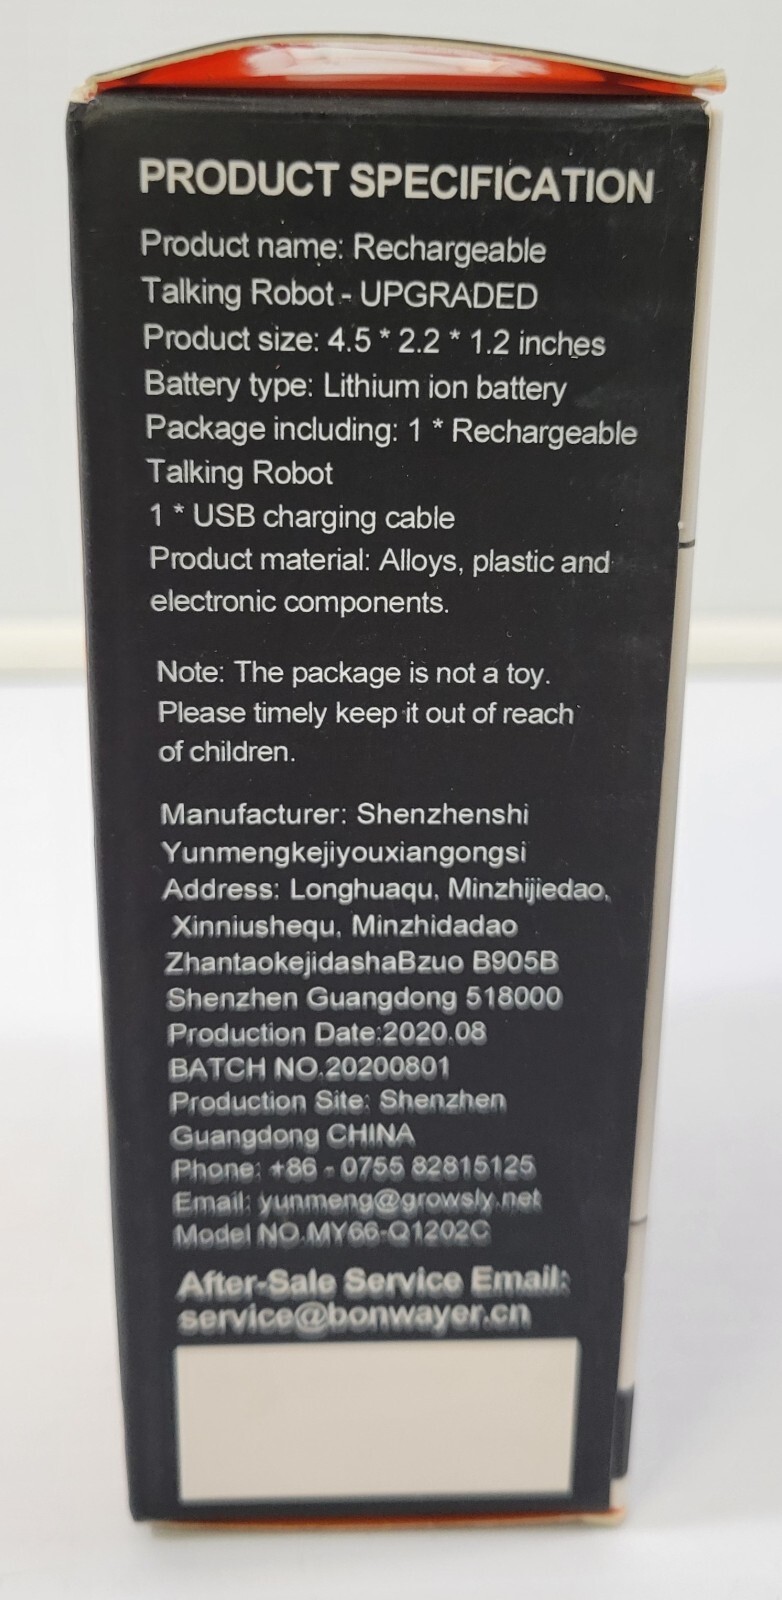 PRODUCT SPECIFICATION
Product name: Rechargeable
Talking Robot - UPGRADED
Product size: 4.5 * 2.2 * 1.2 inches
Battery type: Lithium ion battery
Package including: 1 * Rechargeable
Talking Robot
1 * USB charging cable
Product material: Alloys, plastic and
electronic components.
Note: The package is not a toy.
Please timely keep it out of reach
of children.
Manufacturer: Shenzhenshi
Yunmengkejiyouxiangongsi
Address: Longhuaqu, Minzhijiedao,
Xinniushequ, Minzhidadao
ZhantaokejidashaBzuo B905B
Shenzhen Guangdong 518000
Production Date:2020.08
BATCH NO.20200801
Production Site: Shenzhen
Guangdong CHINA
Phone: +86 - 0755 82815125
Email: yunmeng@growsly.net
Model NO.MY66-Q1202C
After-Sale Service Email:
service@bonwayer.cn